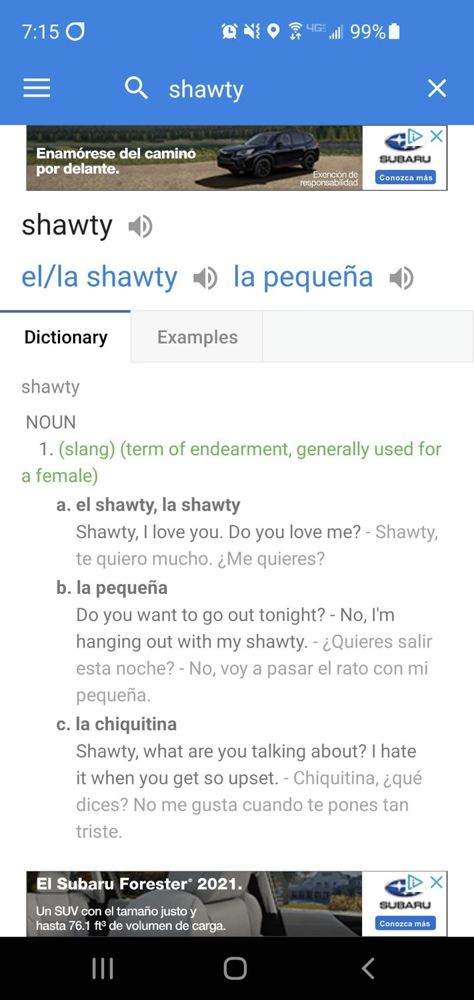 7:15 4GE 99%
shawty
Enamórese del camino
por delante.
Exención de
responsabilidad
SUBARU
Conozca más
shawty
el/la shawty la pequeña
Dictionary Examples
shawty
NOUN
1. (slang) (term of endearment, generally used for
a female)
a. el shawty, la shawty
Shawty, I love you. Do you love me? - Shawty,
te quiero mucho. ¿Me quieres?
b. la pequeña
Do you want to go out tonight? - No, I'm
hanging out with my shawty. - ¿Quieres salir
esta noche? - No, voy a pasar el rato con mi
pequeña.
c. la chiquitina
Shawty, what are you talking about? I hate
it when you get so upset. - Chiquitina, ¿qué
dices? No me gusta cuando te pones tan
triste.
El Subaru Forester® 2021.
Un SUV con el tamaño justo y
hasta 76.1 ft³ de volumen de carga.
SUBARU
Conozca más